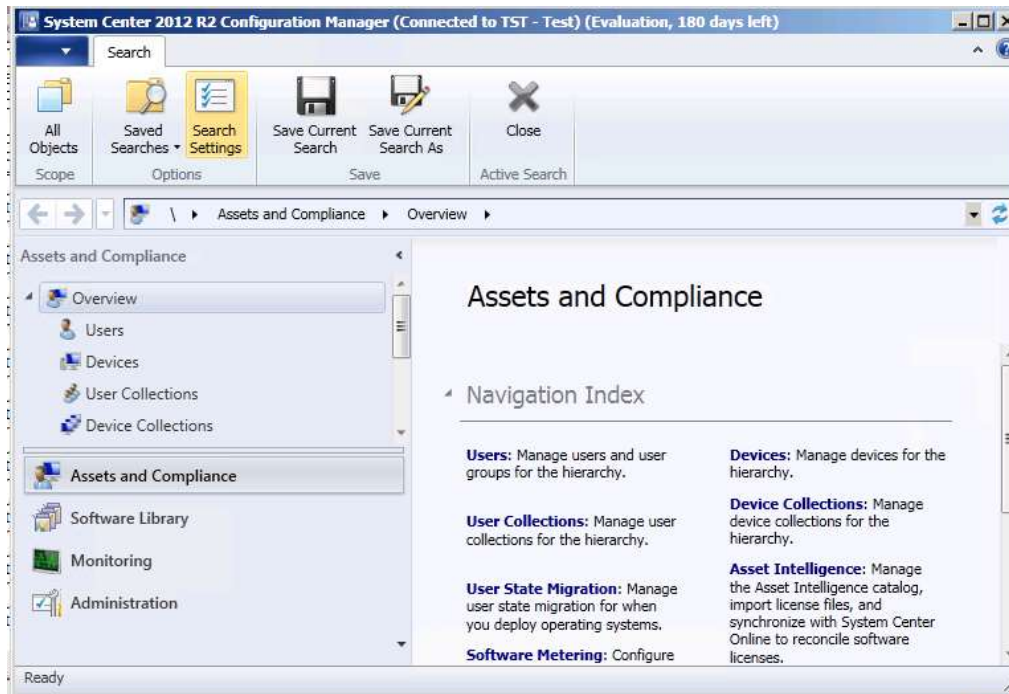 System Center 2012 R2 Configuration Manager (Connected to TST - Test) (Evaluation, 180 days left)
Search
All Objects
Saved Searches
Search Settings
Save Current Search
Save Current Search As
Close
Scope
Options
Save
Active Search
\ Assets and Compliance Overview
Assets and Compliance
Overview
Users
Devices
User Collections
Device Collections
Assets and Compliance
Software Library
Monitoring
Administration
Assets and Compliance
Navigation Index
Users: Manage users and user
groups for the hierarchy.
Devices: Manage devices for the
hierarchy.
User Collections: Manage user
collections for the hierarchy.
Device Collections: Manage
device collections for the
hierarchy.
User State Migration: Manage
user state migration for when
you deploy operating systems.
Asset Intelligence: Manage
the Asset Intelligence catalog,
import license files, and
synchronize with System Center
Online to reconcile software
licenses.
Software Metering: Configure
Ready